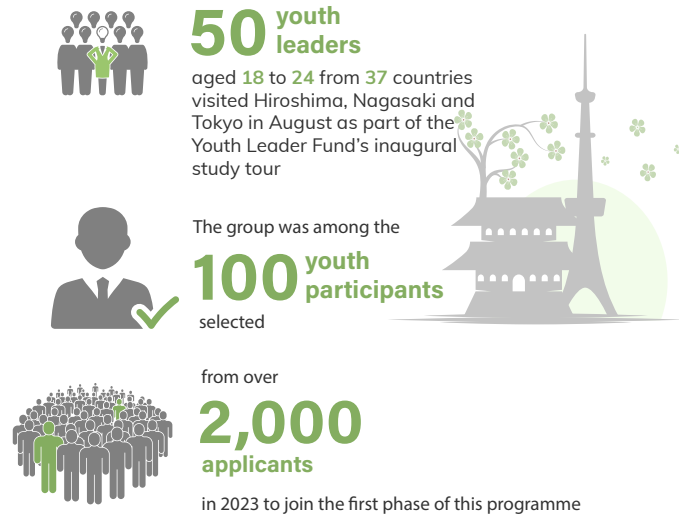 50 youth
leaders
aged 18 to 24 from 37 countries
visited Hiroshima, Nagasaki and
Tokyo in August as part of the
Youth Leader Fund's inaugural
study tour
The group was among the
100 youth
participants
selected
from over
2,000
applicants
in 2023 to join the first phase of this programme